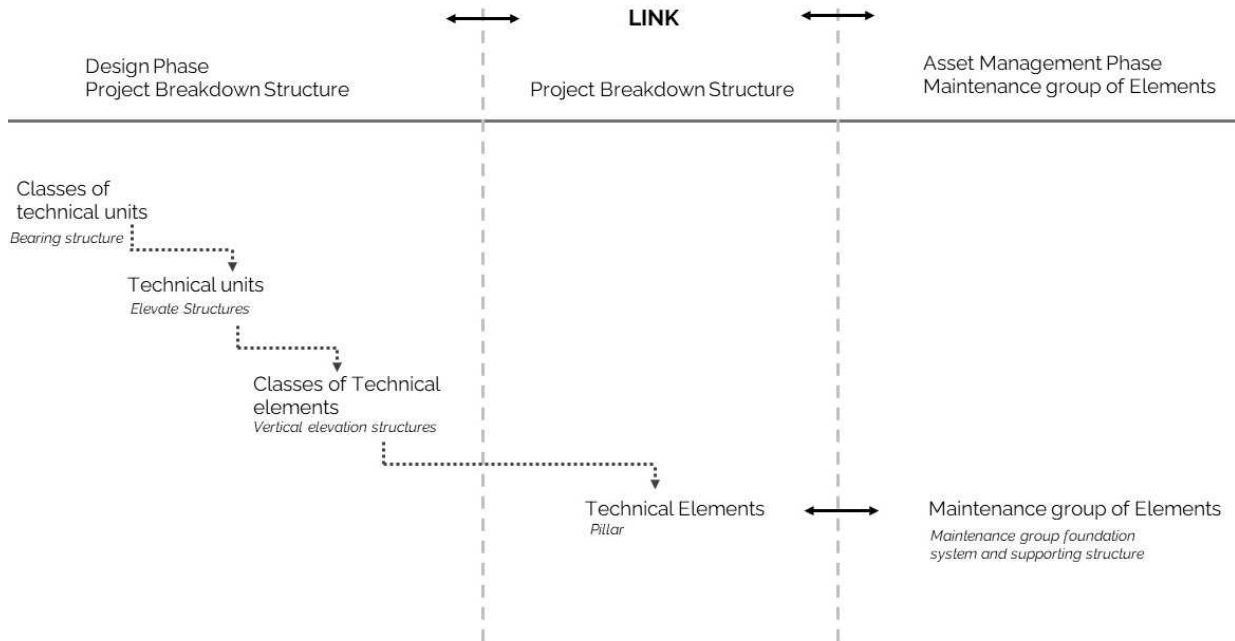 LINK
Design Phase
Project Breakdown Structure
Project Breakdown Structure
Asset Management Phase
Maintenance group of Elements
Classes of
technical units
Bearing structure
Technical units
Elevate Structures
Classes of Technical
elements
Vertical elevation structures
Technical Elements
Pillar
Maintenance group of Elements
Maintenance group foundation
system and supporting structure